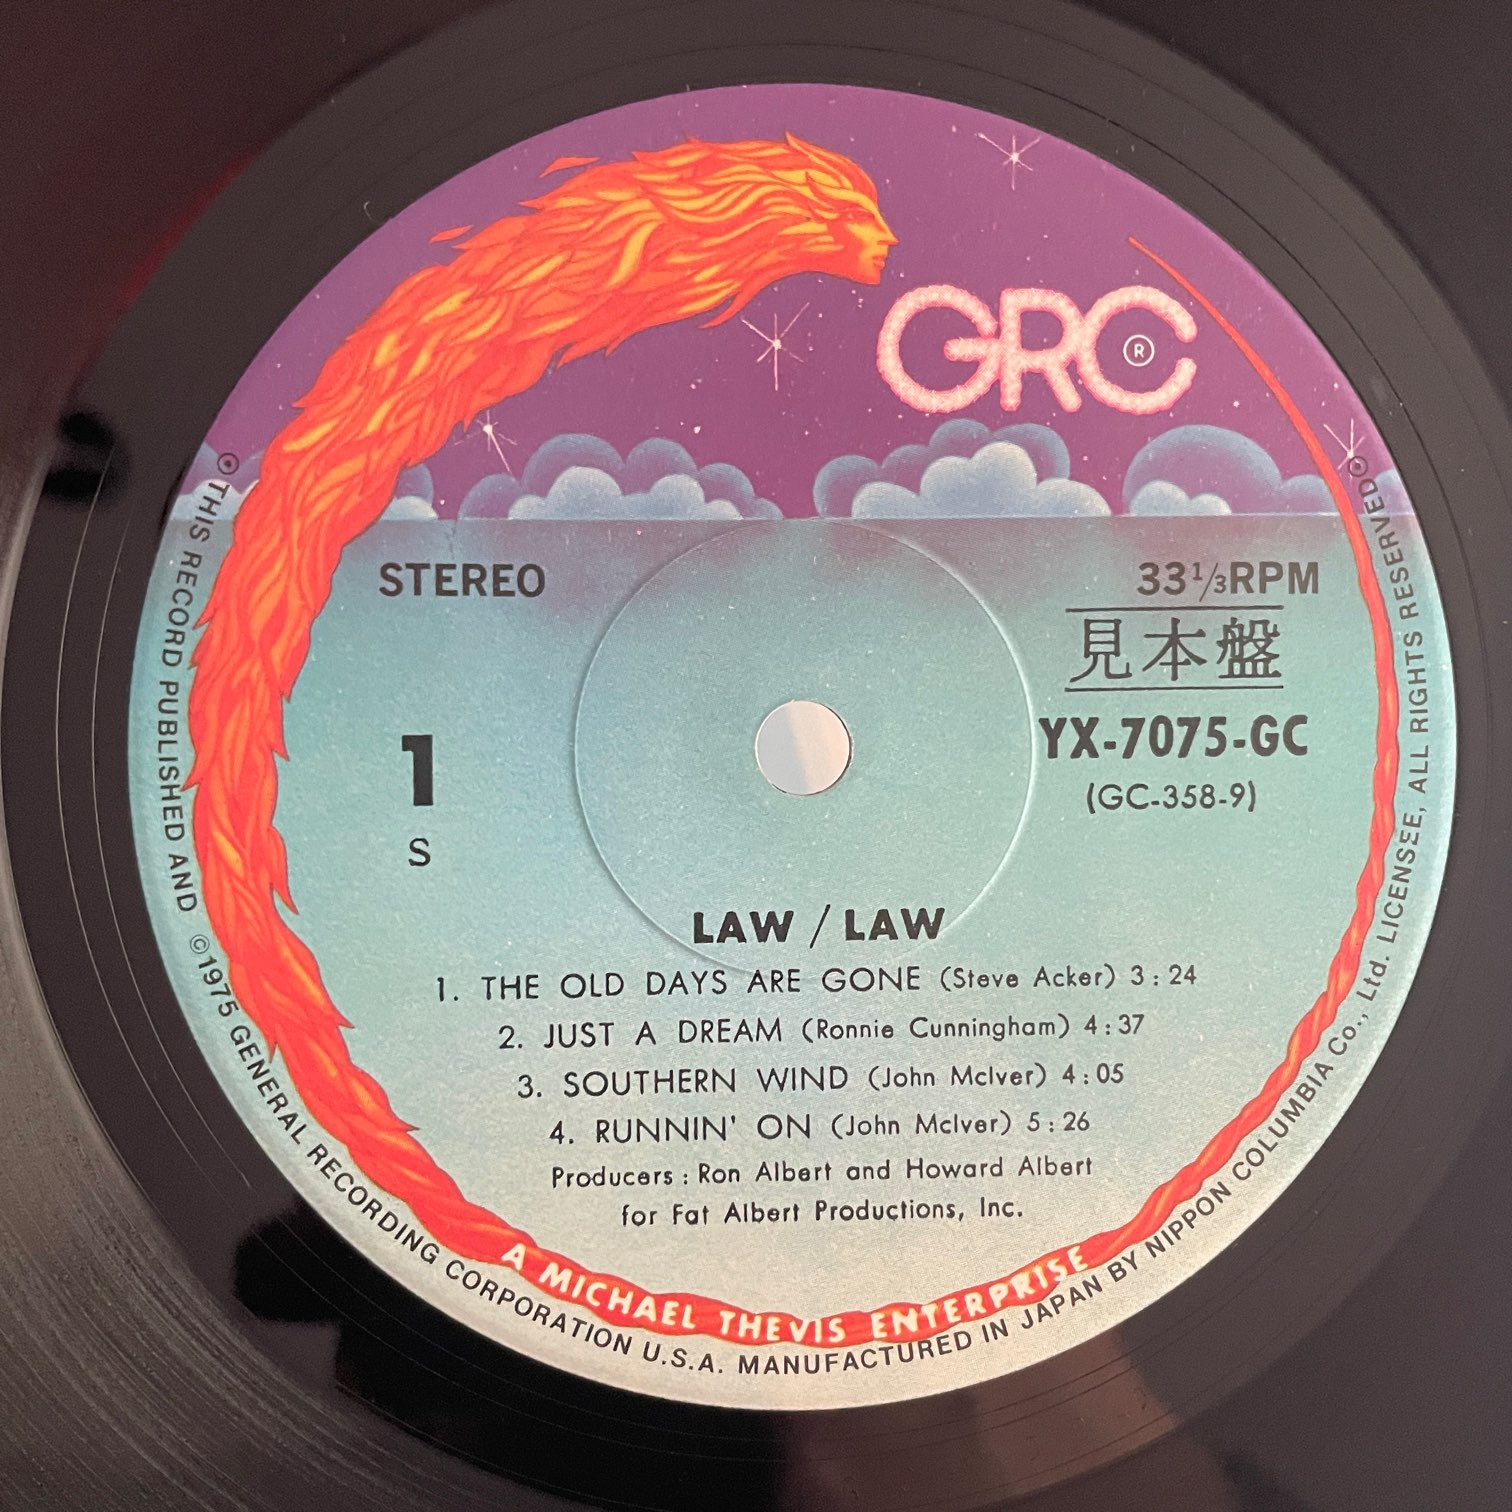 GRC
®
STEREO
33 1/3 RPM
見本盤
1
S
YX-7075-GC
(GC-358-9)
LAW / LAW
1. THE OLD DAYS ARE GONE (Steve Acker) 3:24
2. JUST A DREAM (Ronnie Cunningham) 4:37
3. SOUTHERN WIND (John McIver) 4:05
4. RUNNIN' ON (John McIver) 5:26
Producers: Ron Albert and Howard Albert
for Fat Albert Productions, Inc.
A MICHAEL THEVIS ENTERPRISE
⊙THIS RECORD PUBLISHED AND ©1975 GENERAL RECORDING CORPORATION U.S.A. MANUFACTURED IN JAPAN BY NIPPON COLUMBIA Co., Ltd. LICENSEE, ALL RIGHTS RESERVED⊙